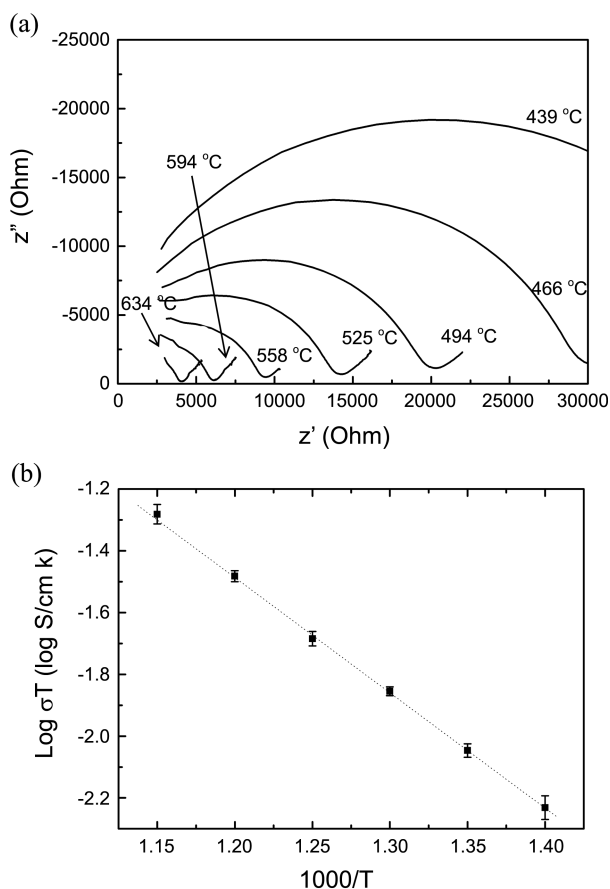 (a)
-25000
-20000
-15000
-10000
-5000
0
z" (Ohm)
439 °C
594 °C
466 °C
634 °C
494 °C
525 °C
558 °C
0 5000 10000 15000 20000 25000 30000
z' (Ohm)
(b)
-1.2
-1.4
-1.6
-1.8
-2.0
-2.2
Log σT (log S/cm k)
1.15 1.20 1.25 1.30 1.35 1.40
1000/T